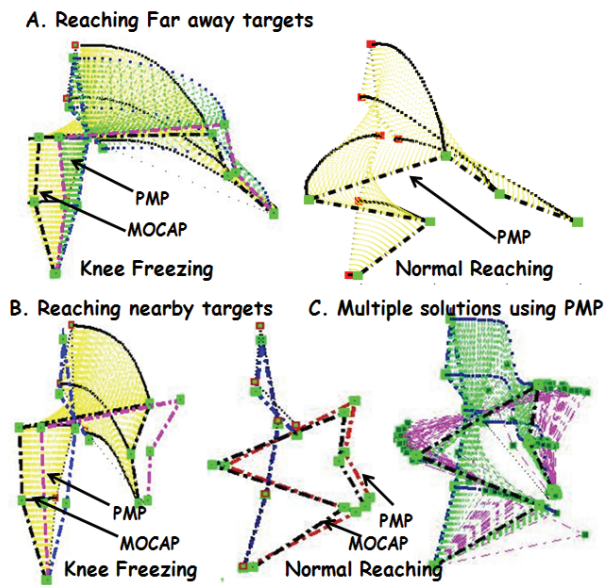 A. Reaching Far away targets
PMP
MOCAP
PMP
Knee Freezing
Normal Reaching
B. Reaching nearby targets
C. Multiple solutions using PMP
PMP
MOCAP
PMP
MOCAP
Knee Freezing
Normal Reaching